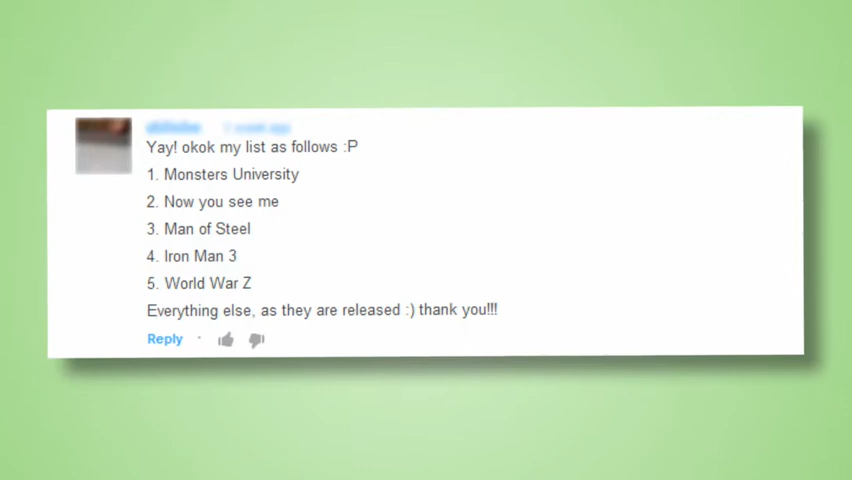 Yay! okok my list as follows :P
1. Monsters University
2. Now you see me
3. Man of Steel
4. Iron Man 3
5. World War Z
Everything else, as they are released :) thank you!!!
Reply ·